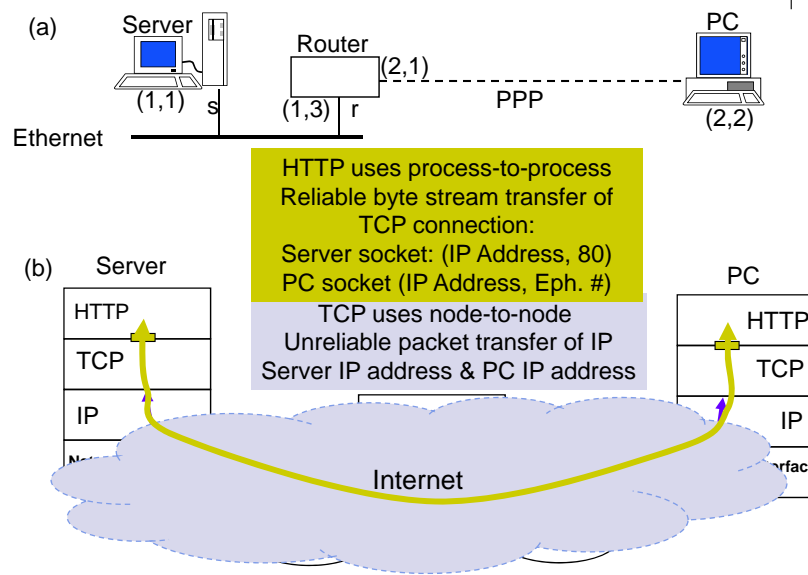 (a)
Server
Router
PC
(2,1)
(1,1)
s
(1,3)
r
PPP
(2,2)
Ethernet
HTTP uses process-to-process
Reliable byte stream transfer of
TCP connection:
Server socket: (IP Address, 80)
PC socket (IP Address, Eph. #)
TCP uses node-to-node
Unreliable packet transfer of IP
Server IP address & PC IP address
(b)
Server
HTTP
TCP
IP
PC
HTTP
TCP
IP
Internet